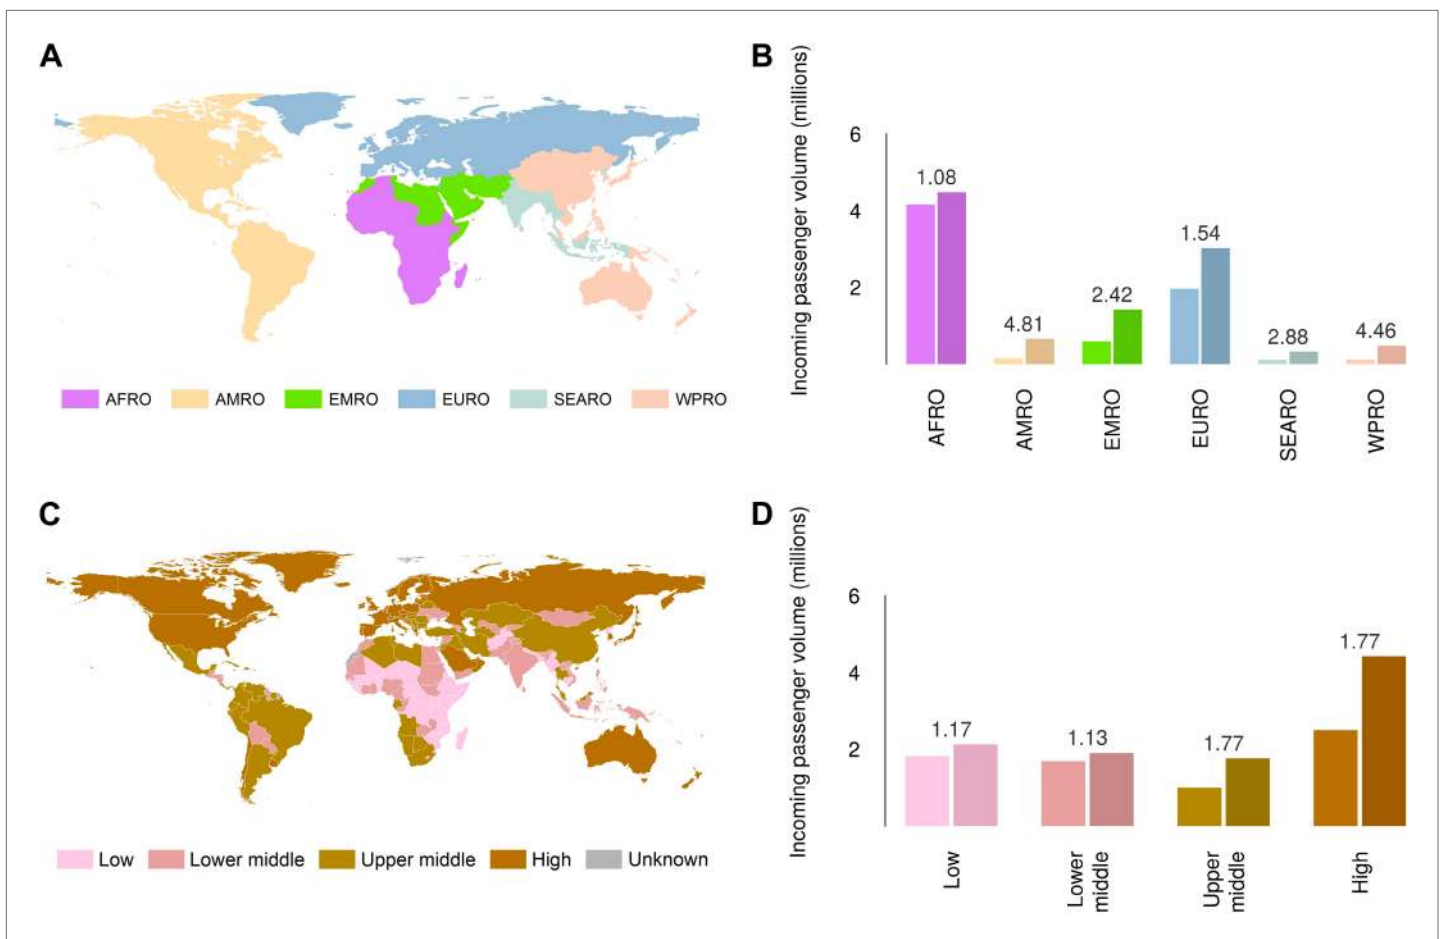 A
AFRO
AMRO
EMRO
EURO
SEARO
WPRO
B
Incoming passenger volume (millions)
6
4
2
1.08
4.81
2.42
1.54
2.88
4.46
AFRO
AMRO
EMRO
EURO
SEARO
WPRO
C
Low
Lower middle
Upper middle
High
Unknown
D
Incoming passenger volume (millions)
6
4
2
1.17
1.13
1.77
1.77
Low
Lower
middle
Upper
middle
High